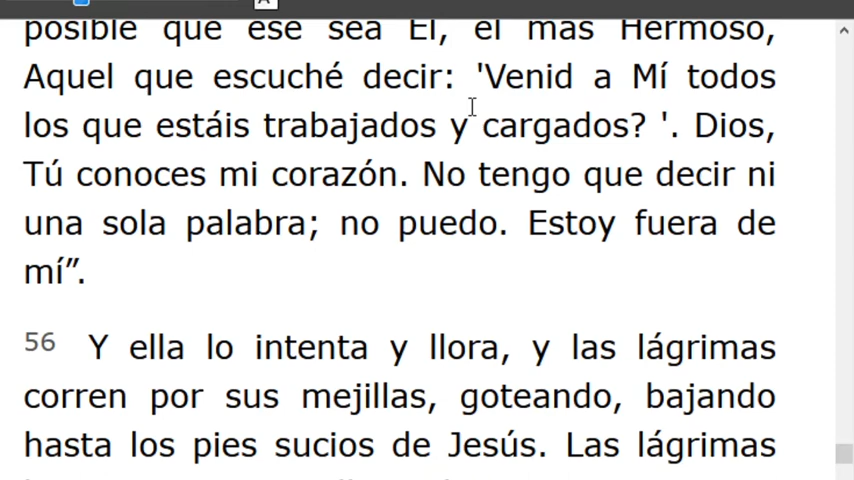 posible que ese sea Él, el más Hermoso,
Aquel que escuché decir: 'Venid a Mí todos
los que estáis trabajados y cargados? '. Dios,
Tú conoces mi corazón. No tengo que decir ni
una sola palabra; no puedo. Estoy fuera de
mí”.
56 Y ella lo intenta y llora, y las lágrimas
corren por sus mejillas, goteando, bajando
hasta los pies sucios de Jesús. Las lágrimas